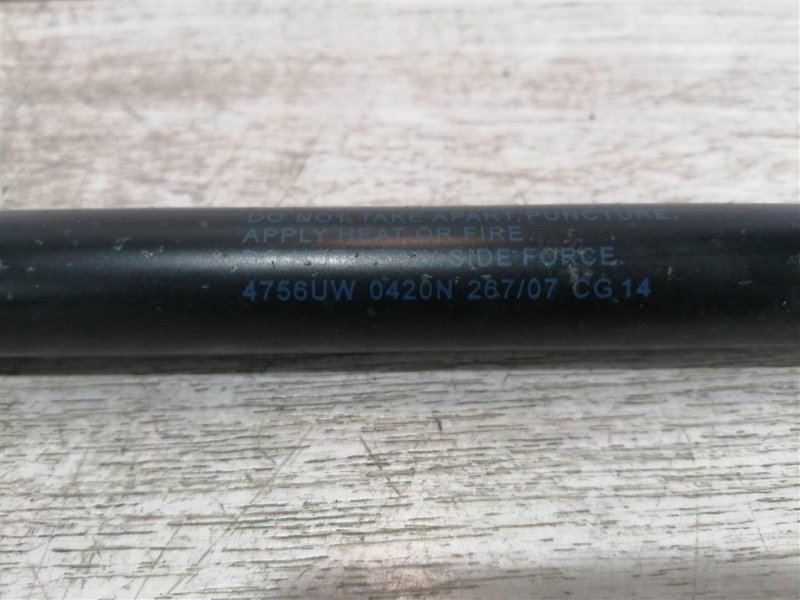 DO NOT TAKE APART, PUNCTURE,
APPLY HEAT OR FIRE
SIDE FORCE
4756UW 0420N 267/07 CG 14